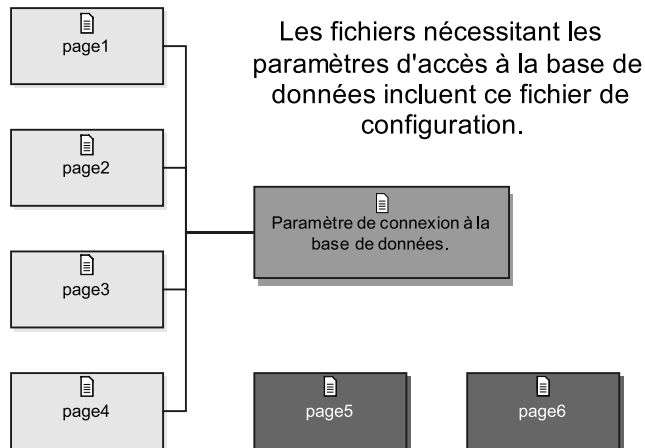 Les fichiers nécessitant les
paramètres d'accès à la base de
données incluent ce fichier de
configuration.
page1
page2
Paramètre de connexion à la
base de données.
page3
page4
page5
page6